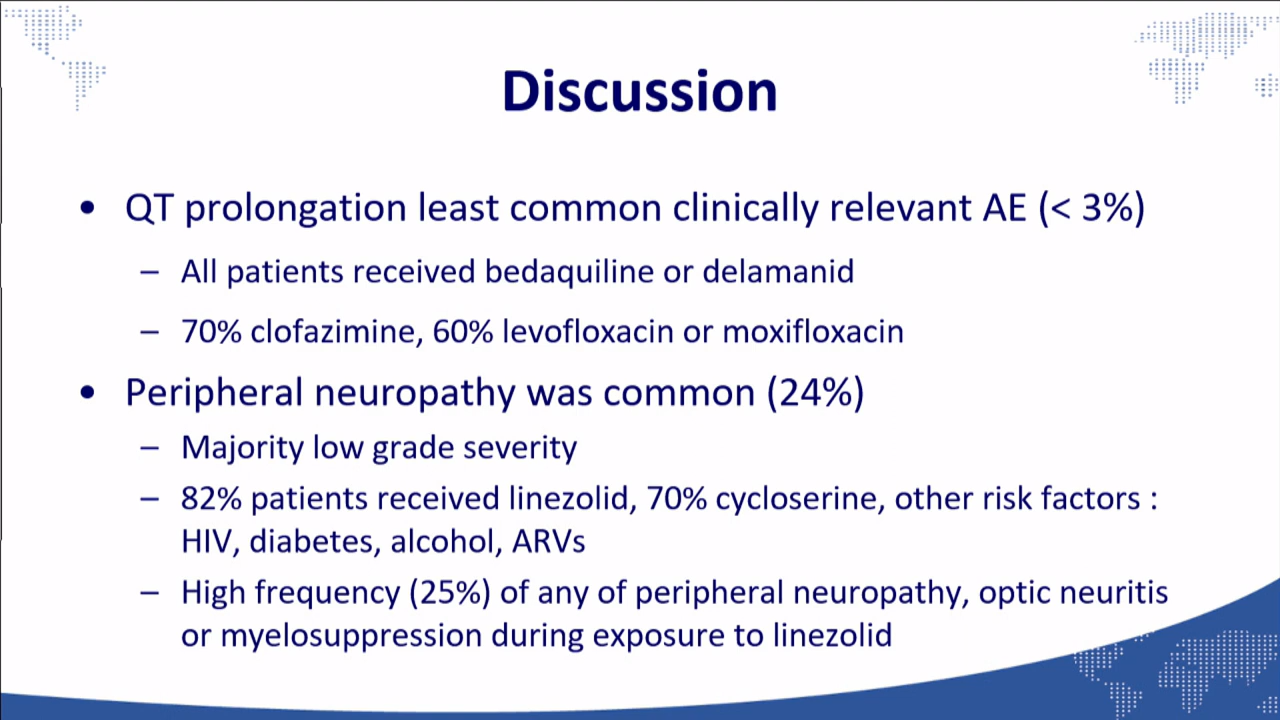 Discussion
• QT prolongation least common clinically relevant AE (< 3%)
– All patients received bedaquiline or delamanid
– 70% clofazimine, 60% levofloxacin or moxifloxacin
• Peripheral neuropathy was common (24%)
– Majority low grade severity
– 82% patients received linezolid, 70% cycloserine, other risk factors :
HIV, diabetes, alcohol, ARVs
– High frequency (25%) of any of peripheral neuropathy, optic neuritis
or myelosuppression during exposure to linezolid